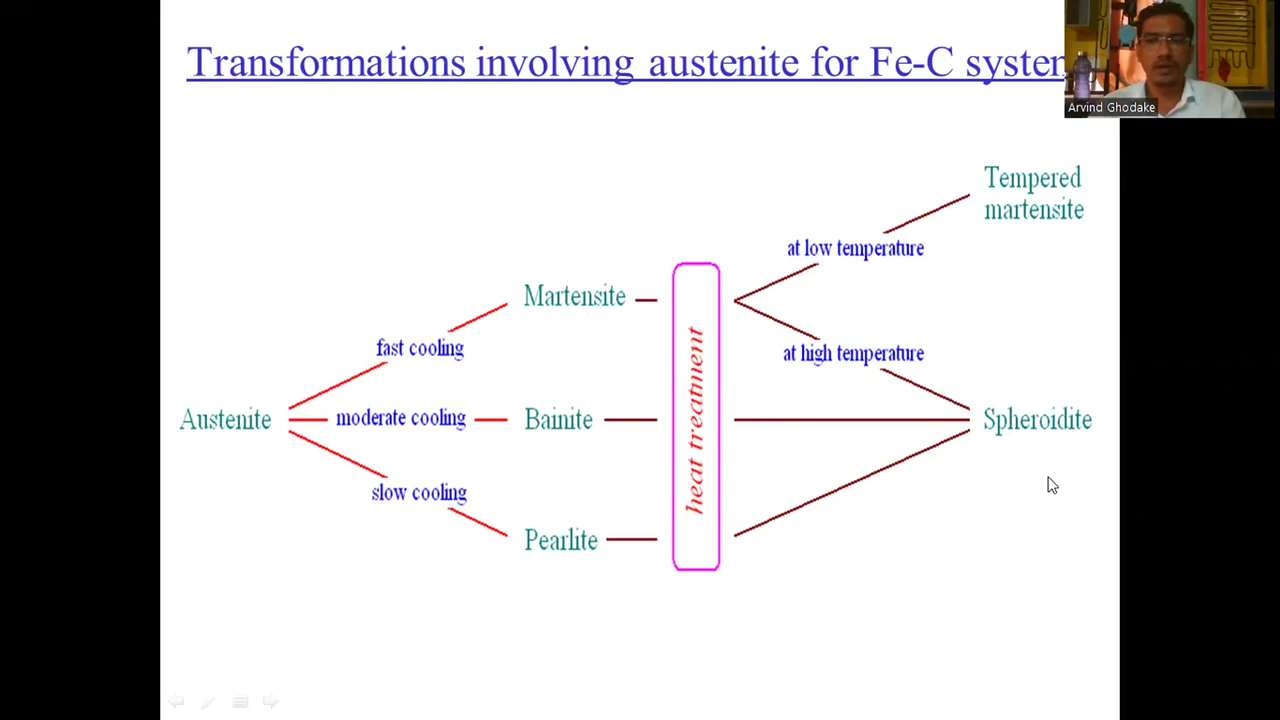 Transformations involving austenite for Fe-C system
Arvind Ghodake
Tempered
martensite
at low temperature
Martensite
fast cooling
at high temperature
heat treatment
Austenite
moderate cooling
Bainite
Spheroidite
slow cooling
Pearlite